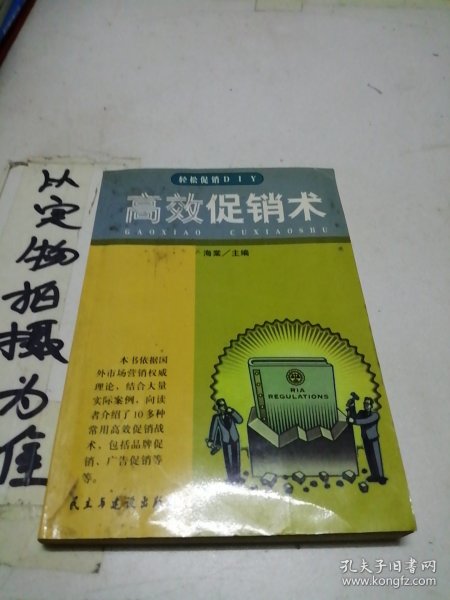 轻松促销DIY
高效促销术
GAOXIAO CUXIAOSHU
海棠/主编
本书依据国
外市场营销权威
理论、结合大量
实际案例，向读
者介绍了10多种
常用高效促销战
术，包括品牌促
销、广告促销等
等。
RIA
REGULATIONS
民主与建设出版
以实物拍摄为准
孔夫子旧书网
www.kongfz.com